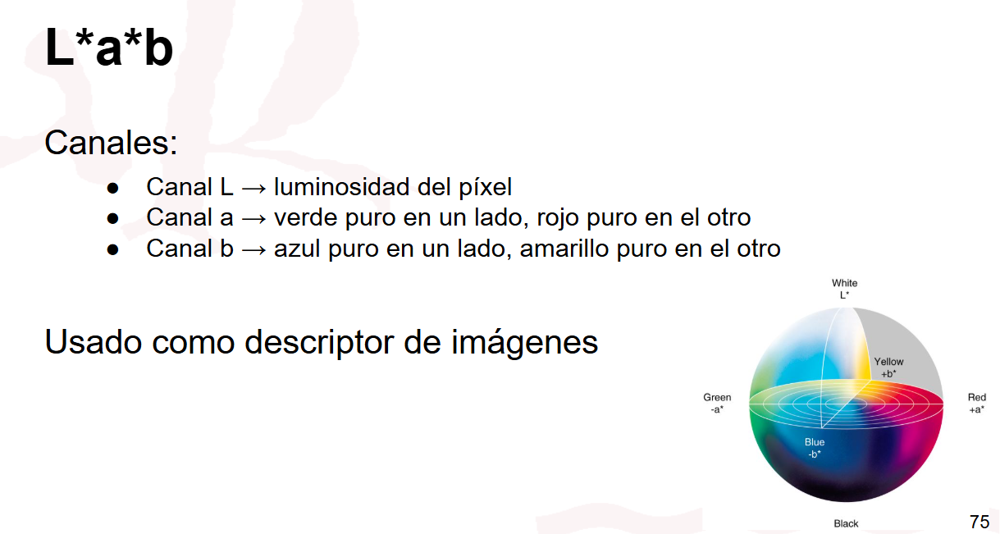 L*a*b
Canales:
● Canal L → luminosidad del píxel
● Canal a → verde puro en un lado, rojo puro en el otro
● Canal b → azul puro en un lado, amarillo puro en el otro
Usado como descriptor de imágenes
White
L*
Yellow
+b*
Green
-a*
Red
+a*
Blue
-b*
Black
75